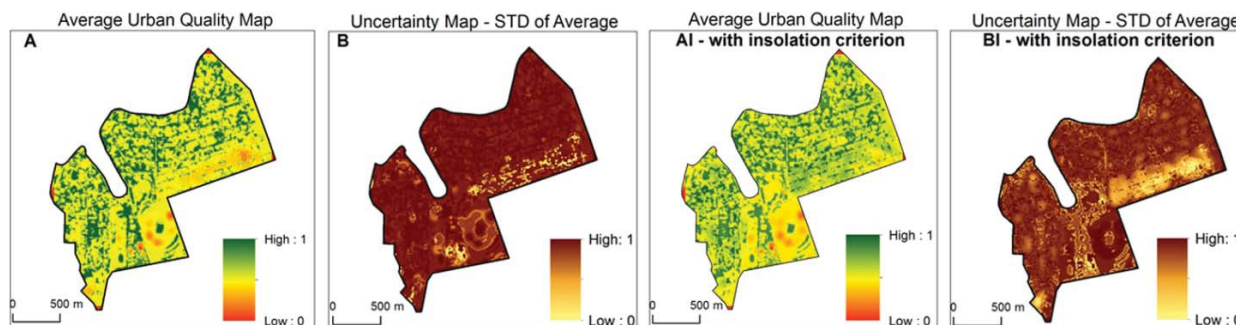 Average Urban Quality Map
A
High : 1
Low : 0
0 500 m
Uncertainty Map - STD of Average
B
High: 1
Low : 0
0 500 m
Average Urban Quality Map
AI - with insolation criterion
High : 1
Low : 0
0 500 m
Uncertainty Map - STD of Average
BI - with insolation criterion
High: 1
Low : 0
0 500 m